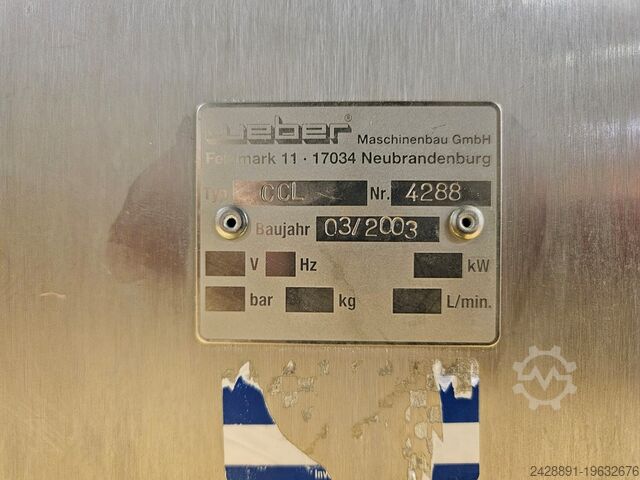 weber® Maschinenbau GmbH
Feldmark 11 · 17034 Neubrandenburg
Typ CCL Nr. 4288
Baujahr 03/2003
V Hz kW
bar kg L/min.
2428891-19632676